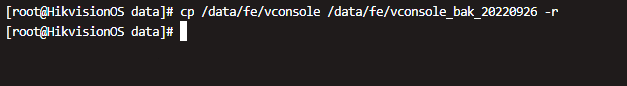 [root@HikvisionOS data]# cp /data/fe/vconsole /data/fe/vconsole_bak_20220926 -r
[root@HikvisionOS data]#